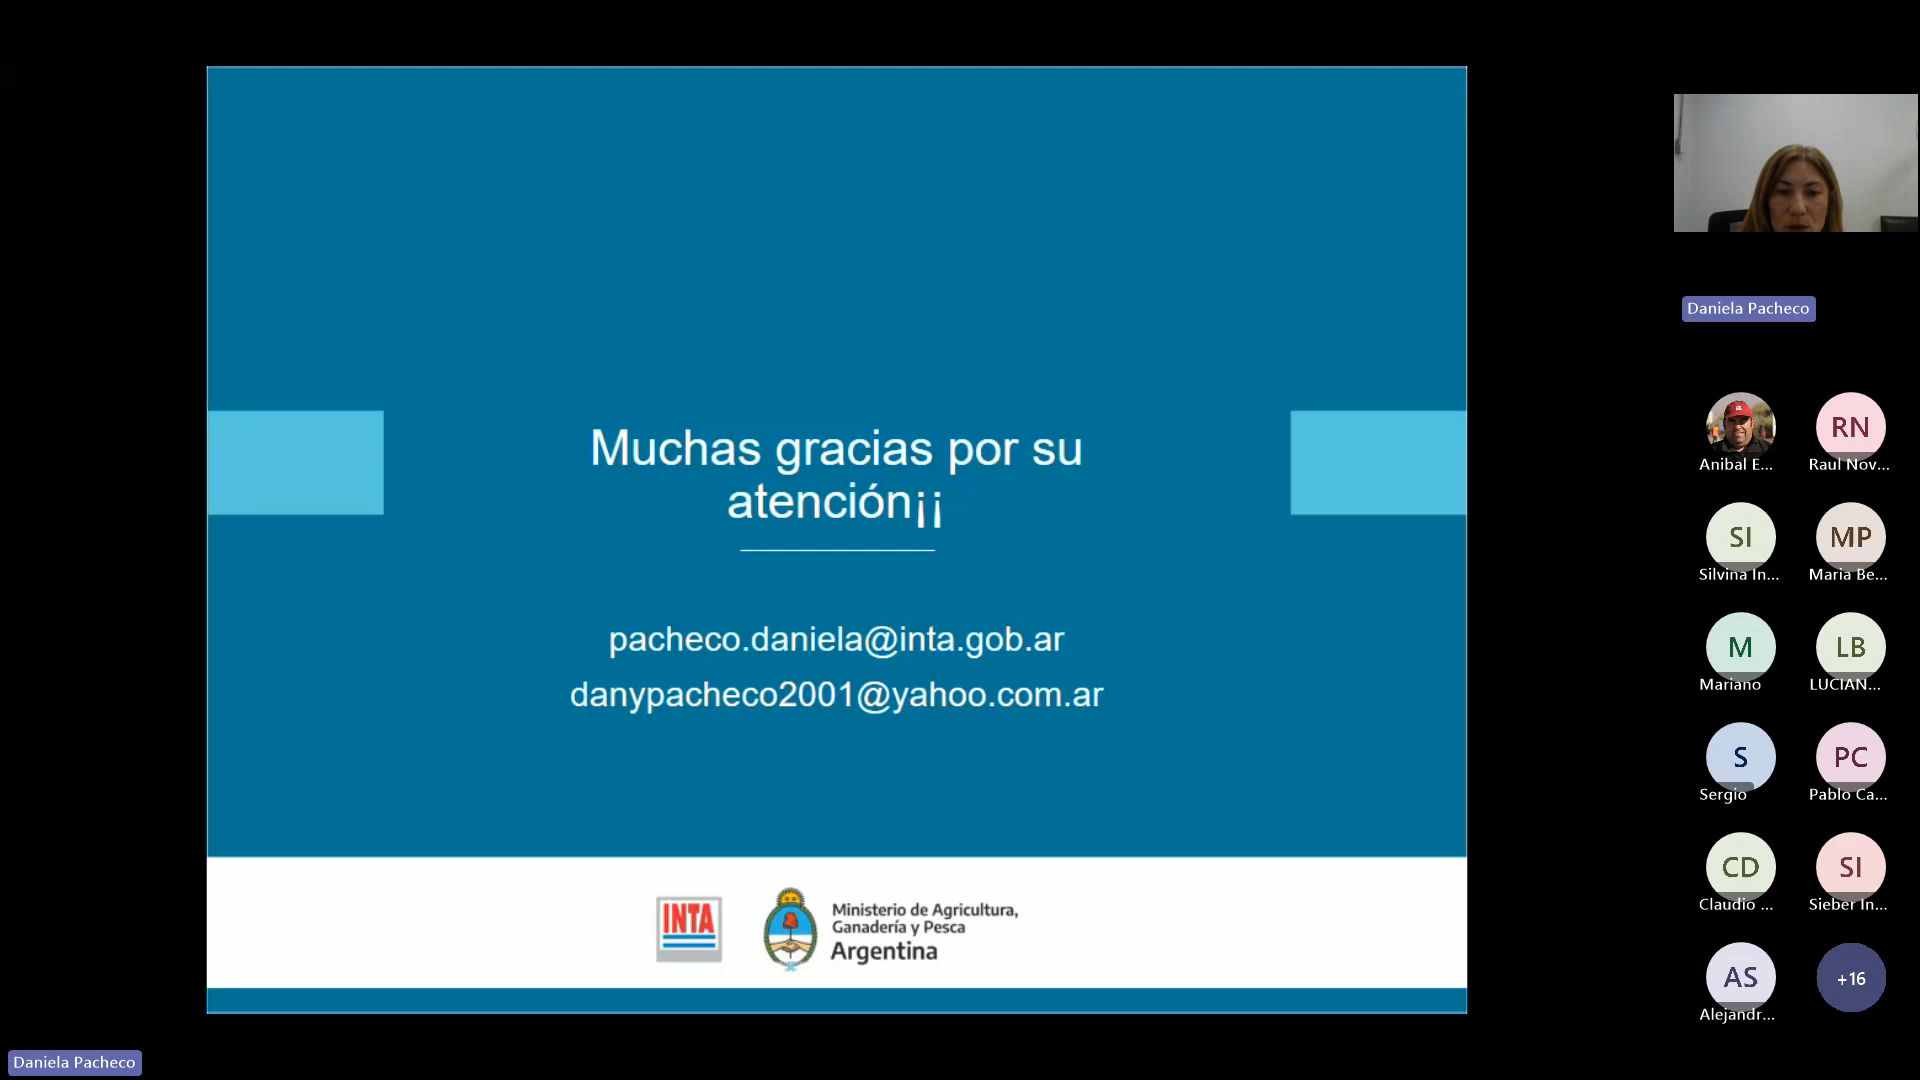 Muchas gracias por su
atención¡¡
pacheco.daniela@inta.gob.ar
danypacheco2001@yahoo.com.ar
INTA
Ministerio de Agricultura,
Ganadería y Pesca
Argentina
Daniela Pacheco
Daniela Pacheco
Anibal E...
RN
Raul Nov...
SI
Silvina In...
MP
Maria Be...
M
Mariano
LB
LUCIAN...
S
Sergio
PC
Pablo Ca...
CD
Claudio ...
SI
Sieber In...
AS
Alejandr...
+16